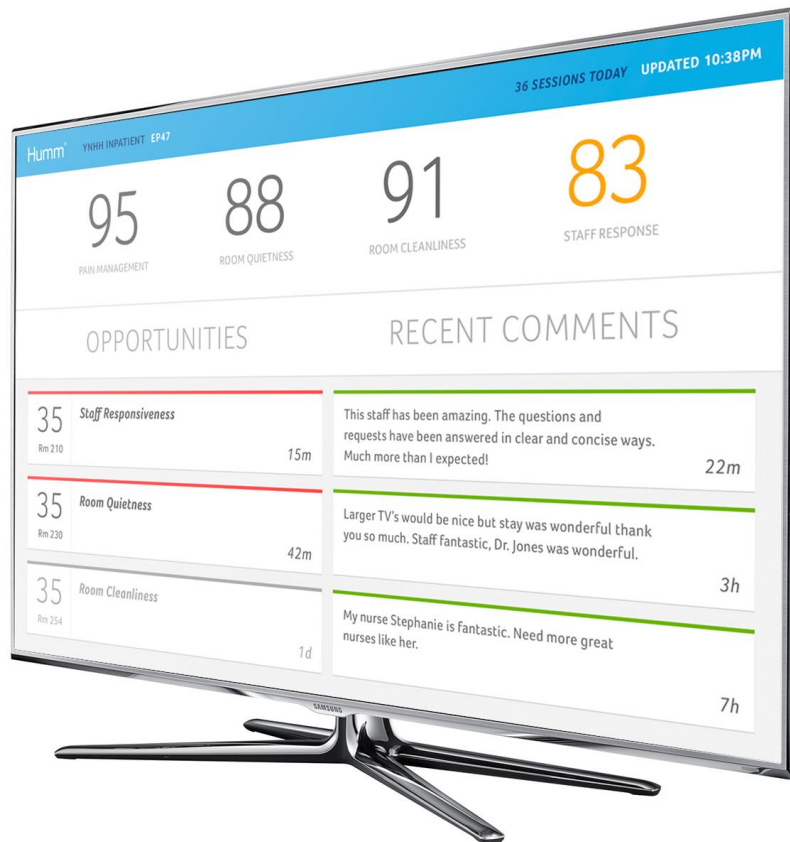 Humm
YNHH INPATIENT EP47
36 SESSIONS TODAY UPDATED 10:38PM
95
PAIN MANAGEMENT
88
ROOM QUIETNESS
91
ROOM CLEANLINESS
83
STAFF RESPONSE
OPPORTUNITIES
35
Rm 210
Staff Responsiveness
15m
35
Rm 230
Room Quietness
42m
35
Rm 254
Room Cleanliness
1d
RECENT COMMENTS
This staff has been amazing. The questions and
requests have been answered in clear and concise ways.
Much more than I expected!
22m
Larger TV's would be nice but stay was wonderful thank
you so much. Staff fantastic, Dr. Jones was wonderful.
3h
My nurse Stephanie is fantastic. Need more great
nurses like her.
7h
SAMSUNG